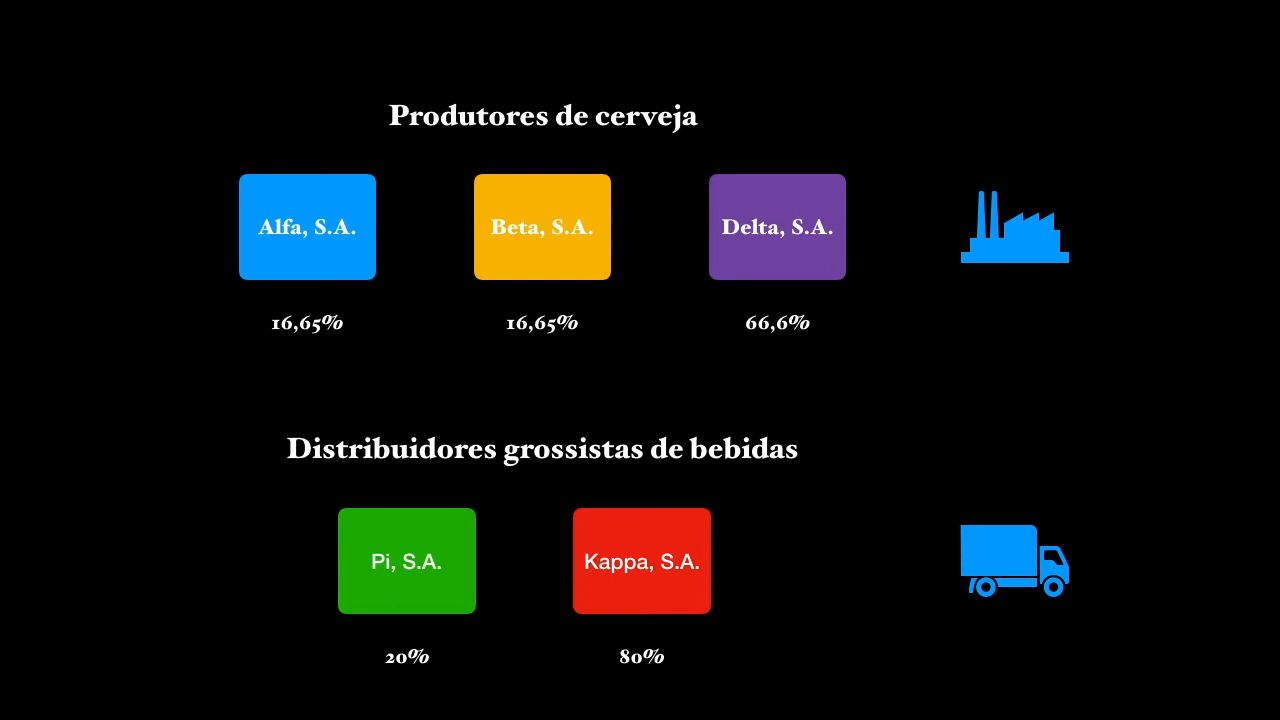 Produtores de cerveja
Alfa, S.A.
Beta, S.A.
Delta, S.A.
16,65%
16,65%
66,6%
Distribuidores grossistas de bebidas
Pi, S.A.
Kappa, S.A.
20%
80%